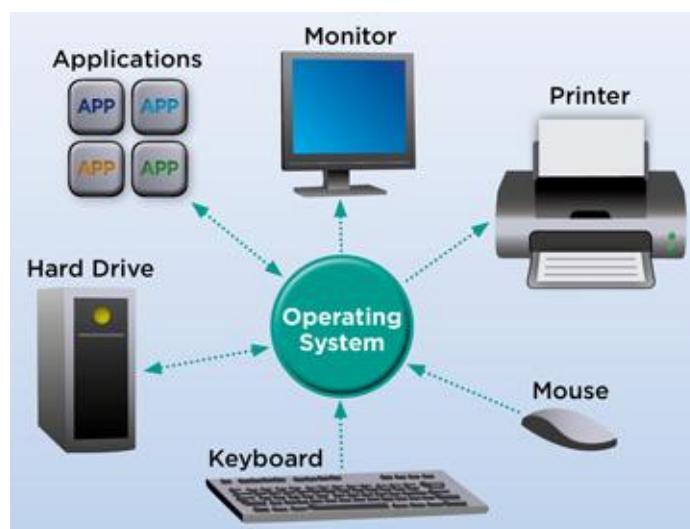 Monitor
Applications
APP APP
APP APP
Printer
Hard Drive
Operating
System
Mouse
Keyboard